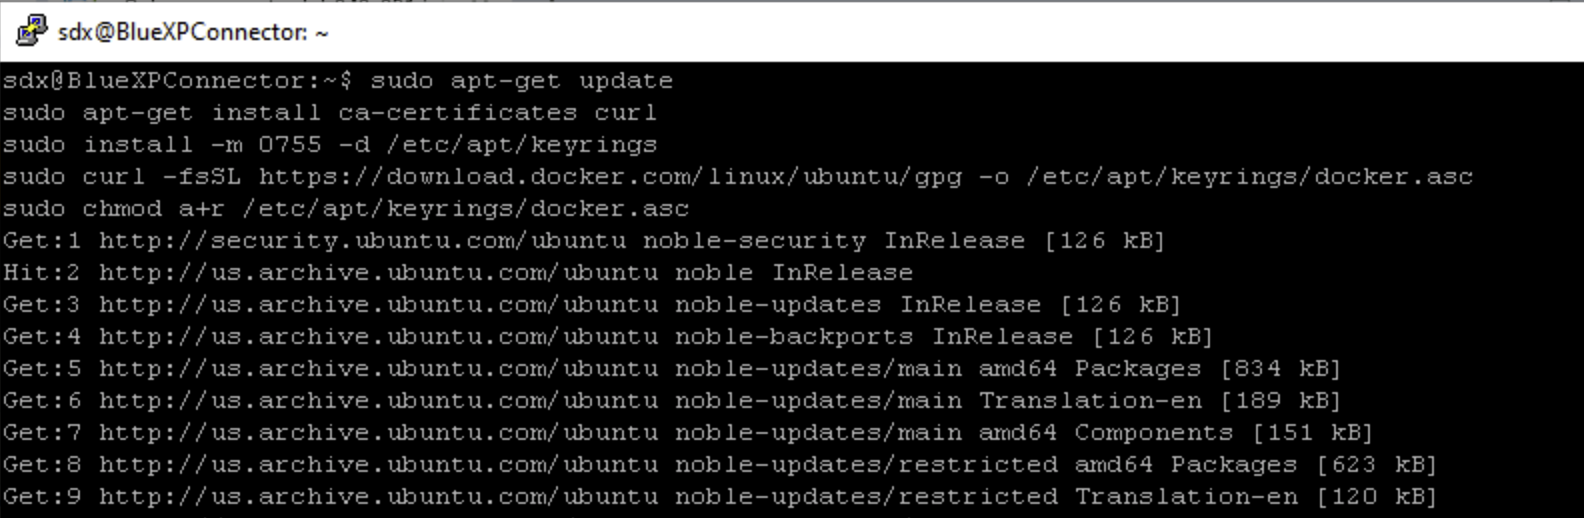 sdx@BlueXPConnector: ~
sdx@BlueXPConnector:~$ sudo apt-get update
sudo apt-get install ca-certificates curl
sudo install -m 0755 -d /etc/apt/keyrings
sudo curl -fsSL https://download.docker.com/linux/ubuntu/gpg -o /etc/apt/keyrings/docker.asc
sudo chmod a+r /etc/apt/keyrings/docker.asc
Get:1 http://security.ubuntu.com/ubuntu noble-security InRelease [126 kB]
Hit:2 http://us.archive.ubuntu.com/ubuntu noble InRelease
Get:3 http://us.archive.ubuntu.com/ubuntu noble-updates InRelease [126 kB]
Get:4 http://us.archive.ubuntu.com/ubuntu noble-backports InRelease [126 kB]
Get:5 http://us.archive.ubuntu.com/ubuntu noble-updates/main amd64 Packages [834 kB]
Get:6 http://us.archive.ubuntu.com/ubuntu noble-updates/main Translation-en [189 kB]
Get:7 http://us.archive.ubuntu.com/ubuntu noble-updates/main amd64 Components [151 kB]
Get:8 http://us.archive.ubuntu.com/ubuntu noble-updates/restricted amd64 Packages [623 kB]
Get:9 http://us.archive.ubuntu.com/ubuntu noble-updates/restricted Translation-en [120 kB]